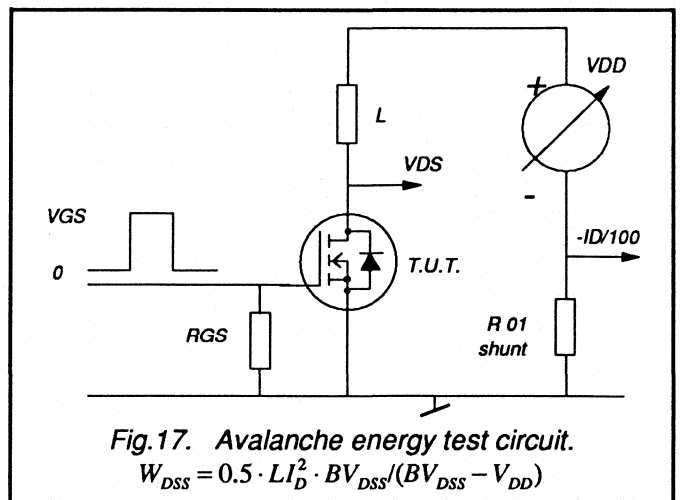 VDD
+
L
VDS
-
VGS
-ID/100
0
T.U.T.
RGS
R 01
shunt
Fig.17. Avalanche energy test circuit.
W_DSS = 0.5 · LI_D^2 · BV_DSS/(BV_DSS − V_DD)